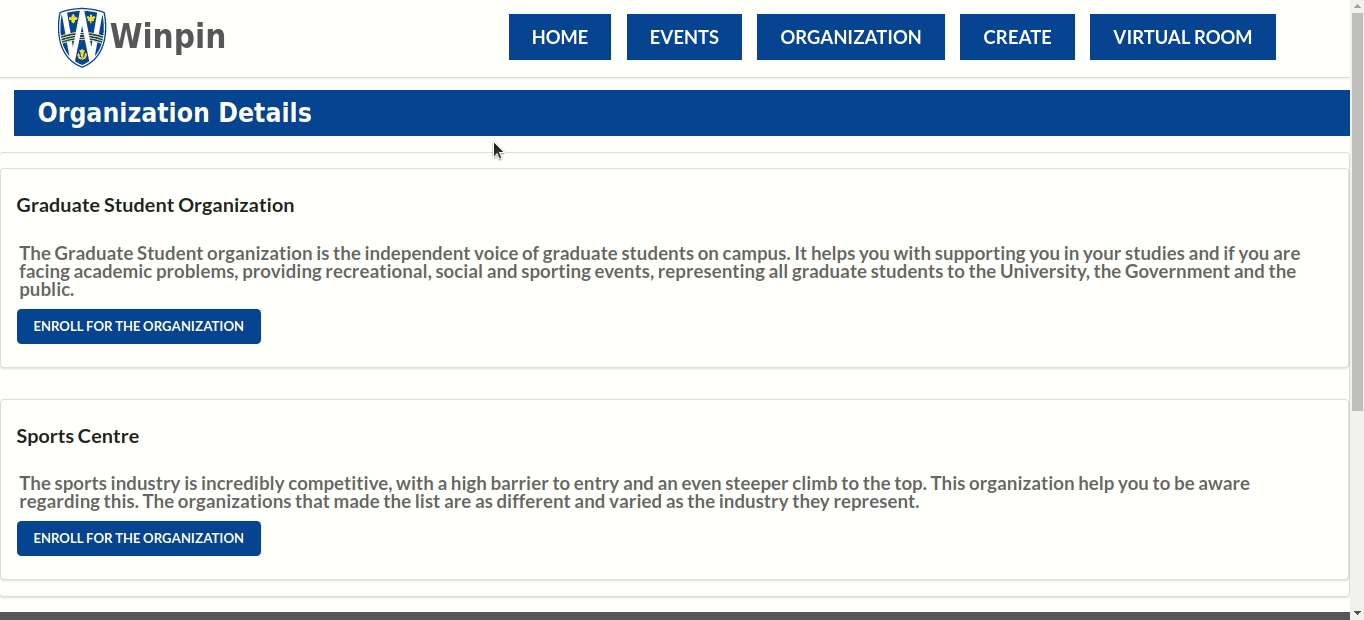 Winpin
HOME EVENTS ORGANIZATION CREATE VIRTUAL ROOM
Organization Details
Graduate Student Organization
The Graduate Student organization is the independent voice of graduate students on campus. It helps you with supporting you in your studies and if you are
facing academic problems, providing recreational, social and sporting events, representing all graduate students to the University, the Government and the
public.
ENROLL FOR THE ORGANIZATION
Sports Centre
The sports industry is incredibly competitive, with a high barrier to entry and an even steeper climb to the top. This organization help you to be aware
regarding this. The organizations that made the list are as different and varied as the industry they represent.
ENROLL FOR THE ORGANIZATION